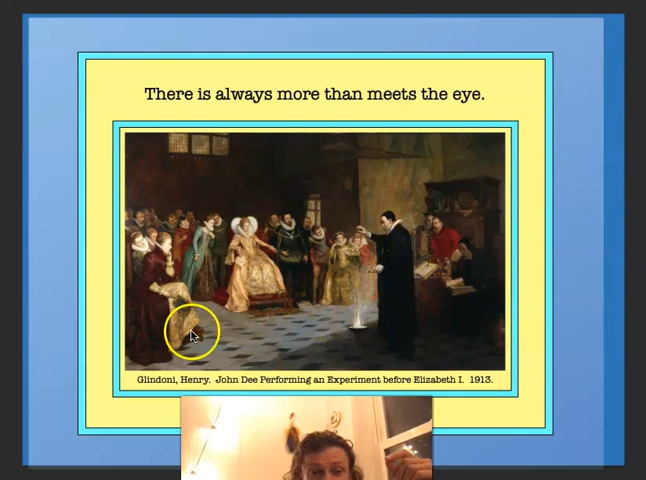 There is always more than meets the eye.
Glindoni, Henry.  John Dee Performing an Experiment before Elizabeth I.  1913.